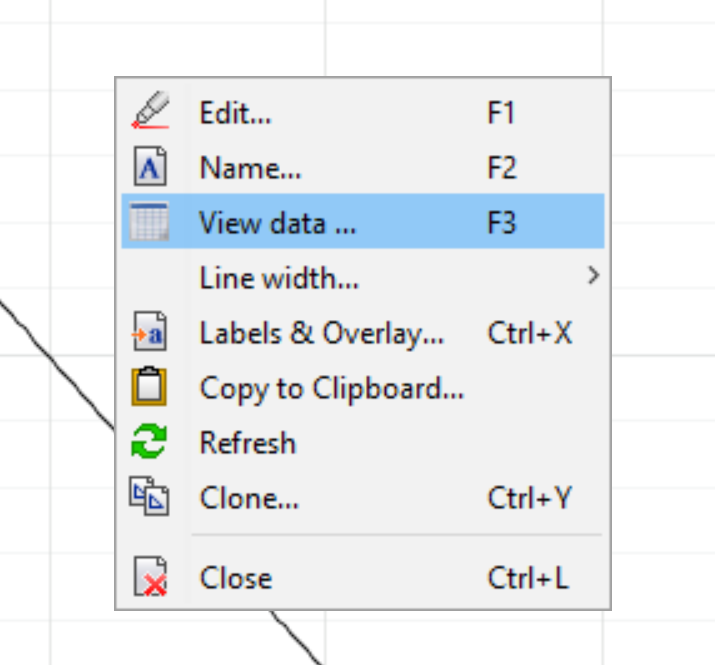 Edit... F1
Name... F2
View data ... F3
Line width...
Labels & Overlay... Ctrl+X
Copy to Clipboard...
Refresh
Clone... Ctrl+Y
Close Ctrl+L